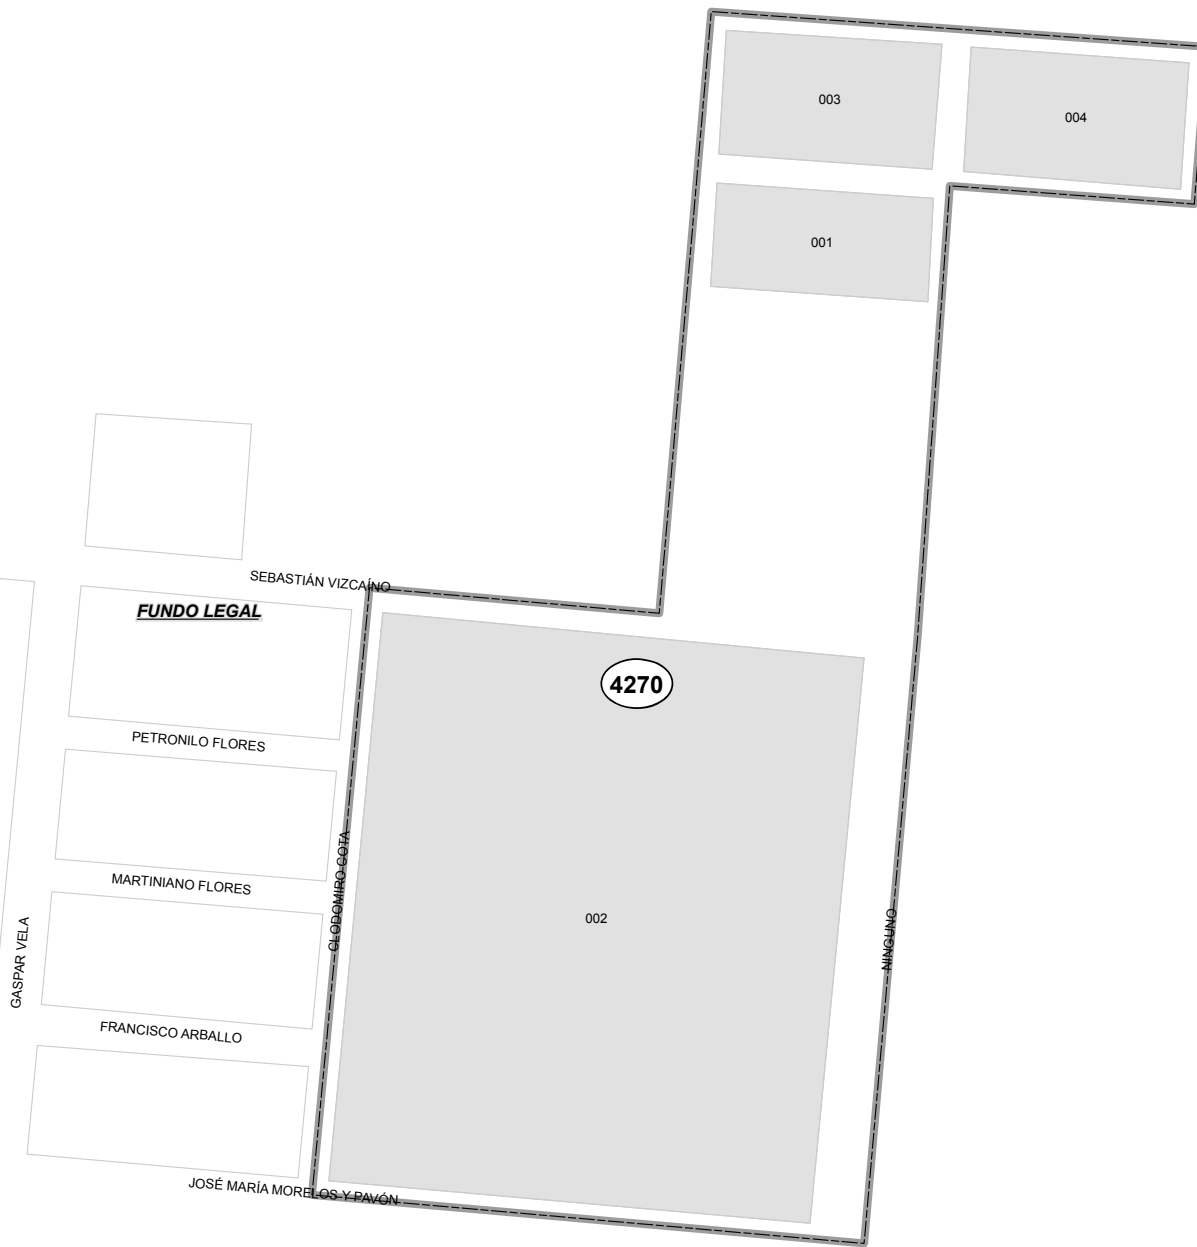 003
004
001
SEBASTIÁN VIZCAÍNO
FUNDO LEGAL
4270
PETRONILO FLORES
CLODOMIRO COTA
MARTINIANO FLORES
002
NINGUNO
GASPAR VELA
FRANCISCO ARBALLO
JOSÉ MARÍA MORELOS Y PAVÓN